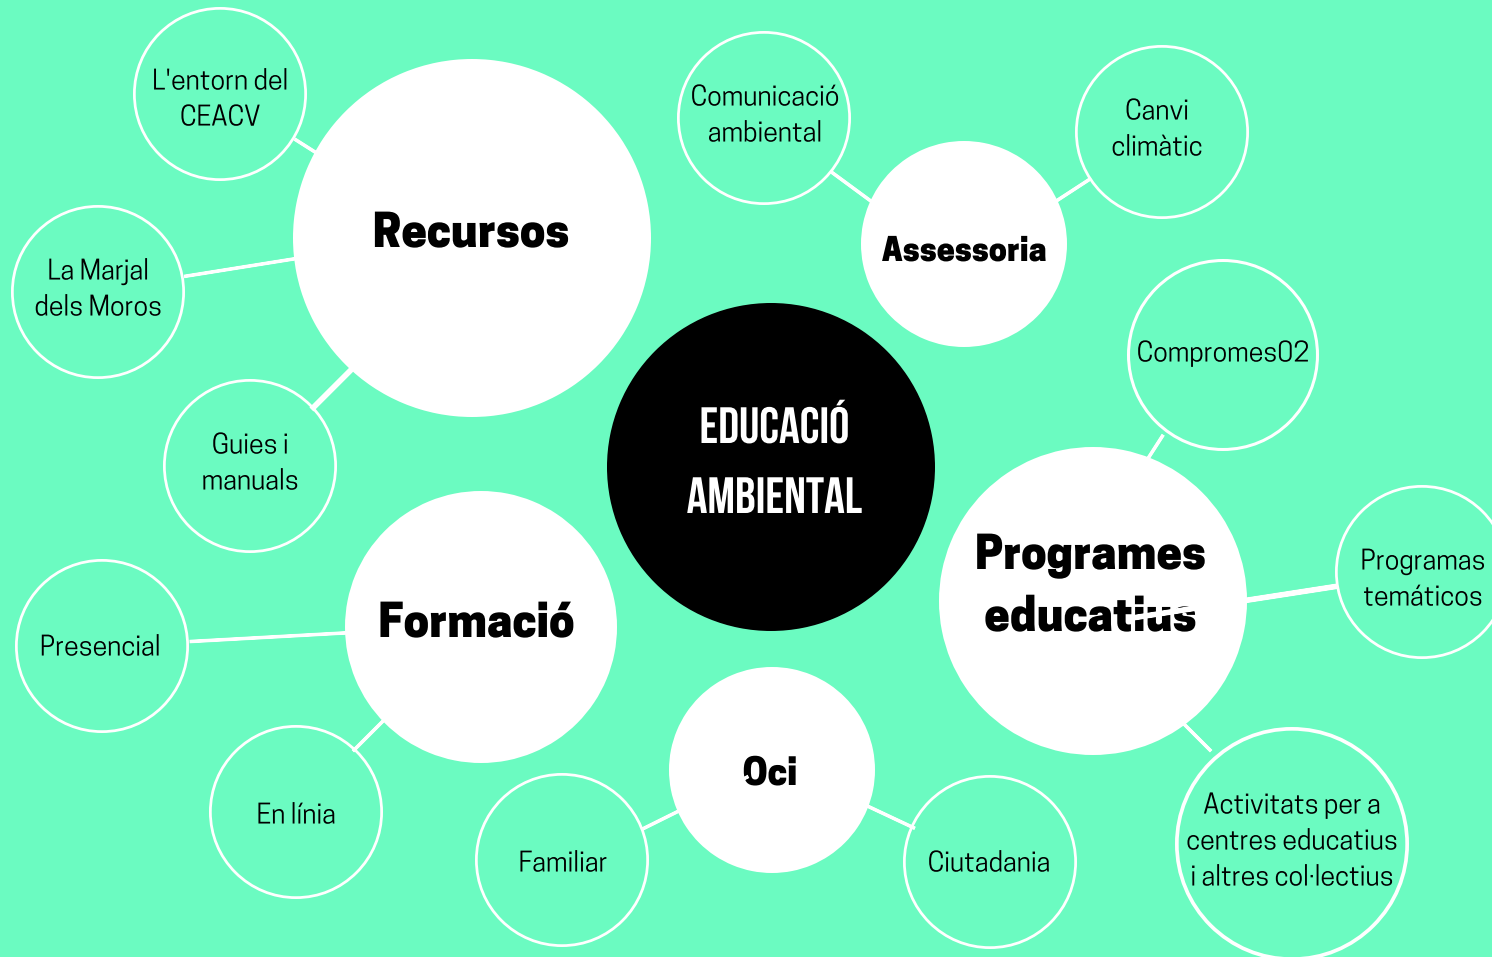 L'entorn del
CEACV
Recursos
La Marjal
dels Moros
Guies i
manuals
Comunicació
ambiental
Canvi
climàtic
Assessoria
EDUCACIÓ
AMBIENTAL
Compromes02
Programes
educatius
Programas
temáticos
Activitats per a
centres educatius
i altres col·lectius
Formació
Presencial
En línia
Oci
Familiar
Ciutadania